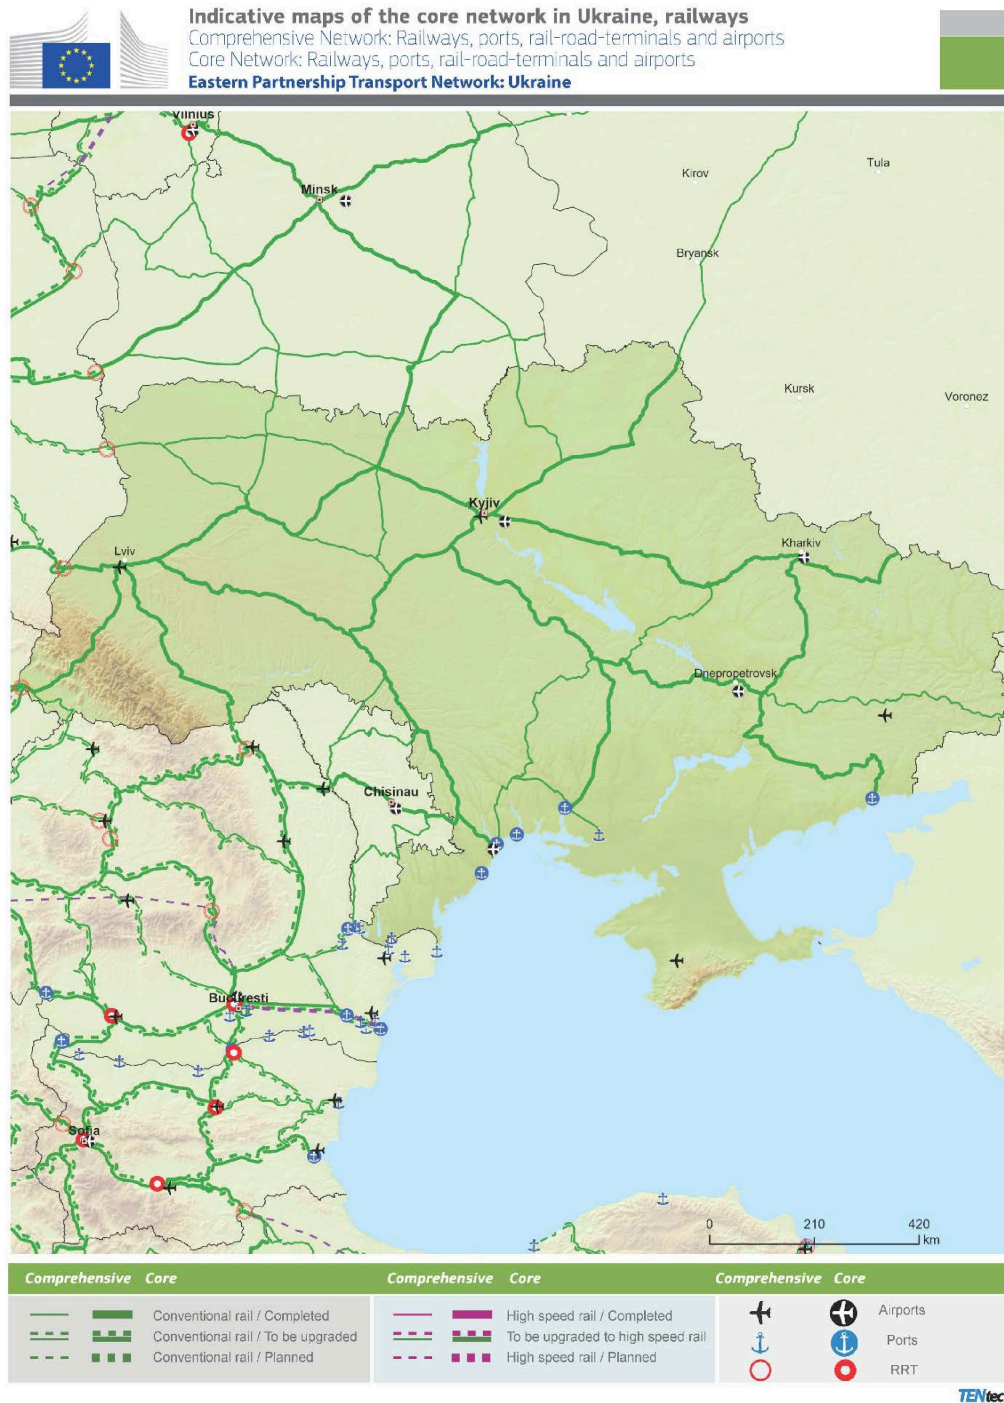 Indicative maps of the core network in Ukraine, railways
Comprehensive Network: Railways, ports, rail-road-terminals and airports
Core Network: Railways, ports, rail-road-terminals and airports
Eastern Partnership Transport Network: Ukraine
Vilnius
Tula
Kirov
Minsk
Bryansk
Kursk
Voronez
Kyjiv
Kharkiv
Lviv
Dnepropetrovsk
Chisinau
Bucuresti
Sofia
0 210 420
km
Comprehensive Core
Conventional rail / Completed
Conventional rail / To be upgraded
Conventional rail / Planned
Comprehensive Core
High speed rail / Completed
To be upgraded to high speed rail
High speed rail / Planned
Comprehensive Core
Airports
Ports
RRT
TENtec